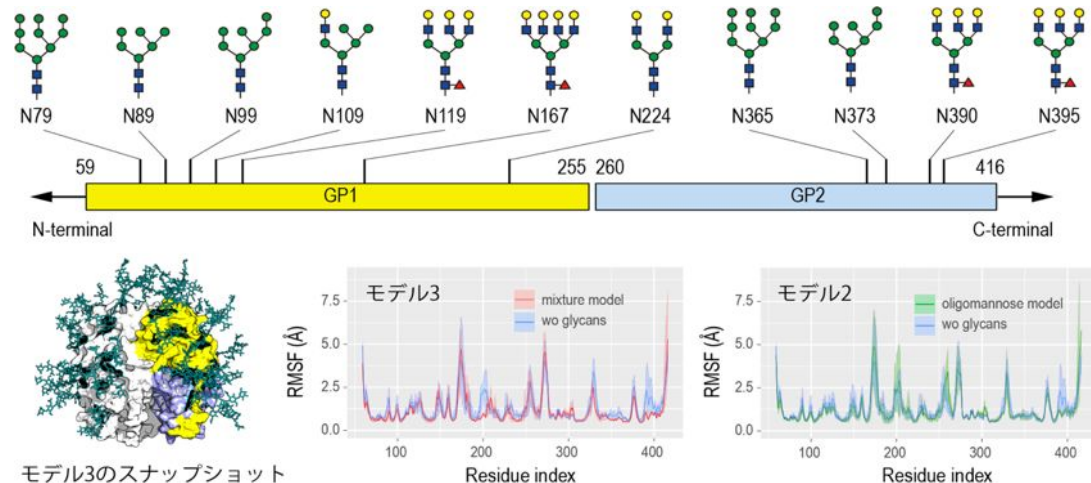 N79 N89 N99 N109 N119 N167 N224 N365 N373 N390 N395
59 255 260 416
GP1 GP2
N-terminal C-terminal
モデル3のスナップショット
モデル3
mixture model
wo glycans
RMSF (Å)
7.5
5.0
2.5
0.0
100 200 300 400
Residue index
モデル2
oligomannose model
wo glycans
RMSF (Å)
7.5
5.0
2.5
0.0
100 200 300 400
Residue index